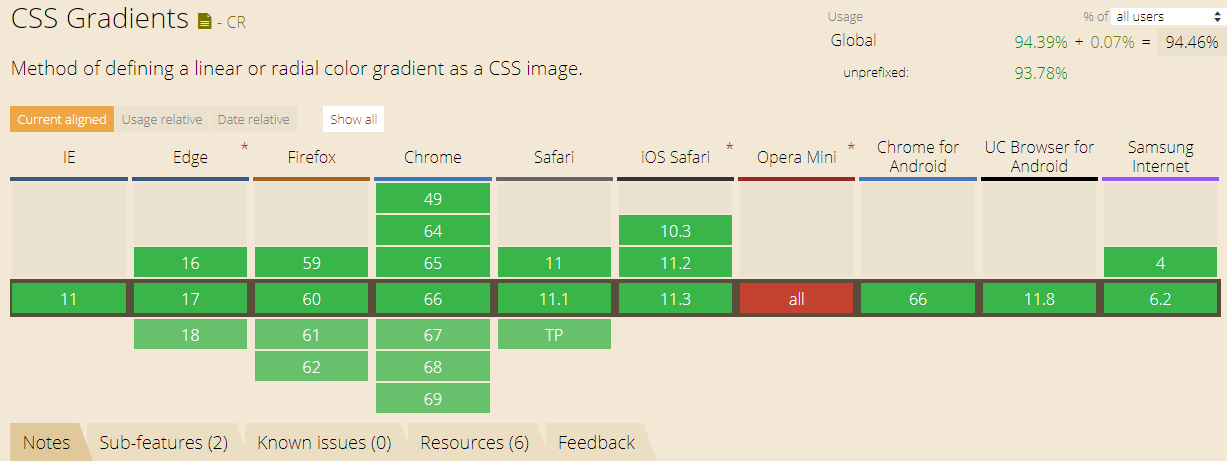 CSS Gradients - CR
Usage % of all users
Global 94.39% + 0.07% = 94.46%
unprefixed: 93.78%
Method of defining a linear or radial color gradient as a CSS image.
Current aligned Usage relative Date relative Show all
IE Edge * Firefox Chrome Safari iOS Safari * Opera Mini * Chrome for Android UC Browser for Android Samsung Internet
49
64 10.3
16 59 65 11 11.2 4
11 17 60 66 11.1 11.3 all 66 11.8 6.2
18 61 67 TP
62 68
69
Notes Sub-features (2) Known issues (0) Resources (6) Feedback